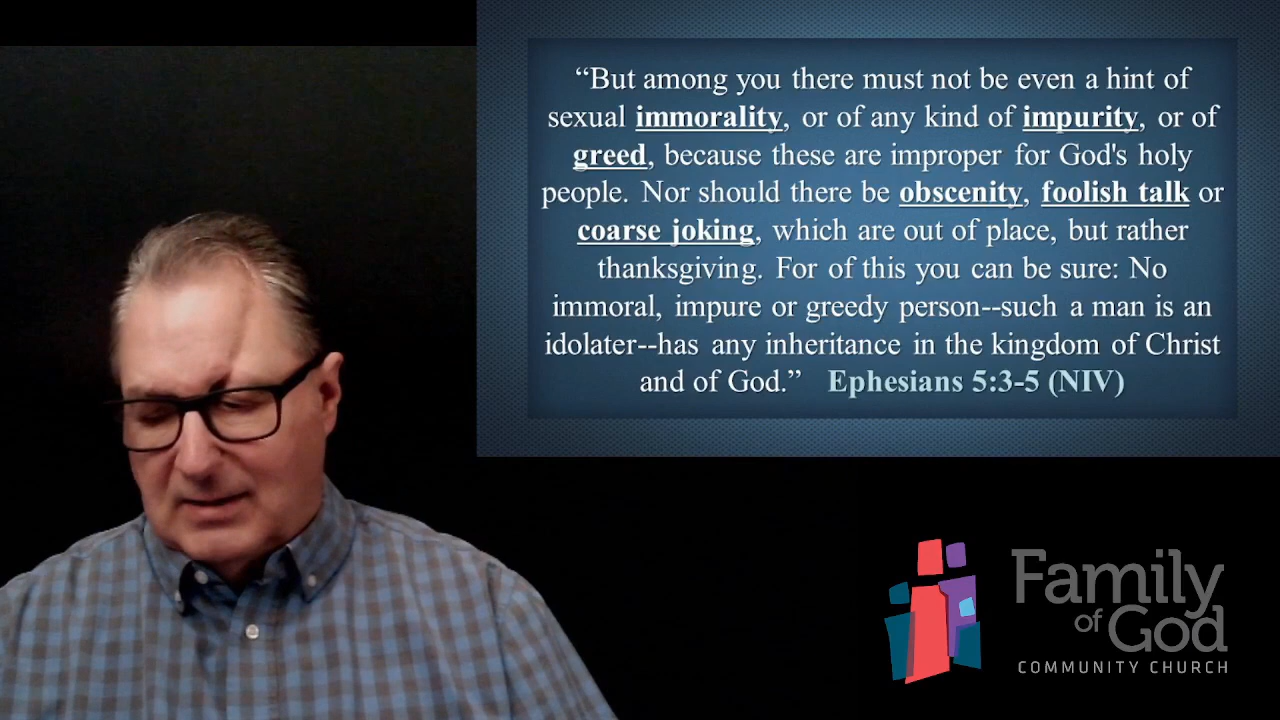 “But among you there must not be even a hint of
sexual immorality, or of any kind of impurity, or of
greed, because these are improper for God's holy
people. Nor should there be obscenity, foolish talk or
coarse joking, which are out of place, but rather
thanksgiving. For of this you can be sure: No
immoral, impure or greedy person--such a man is an
idolater--has any inheritance in the kingdom of Christ
and of God.” Ephesians 5:3-5 (NIV)
Family
of God
COMMUNITY CHURCH